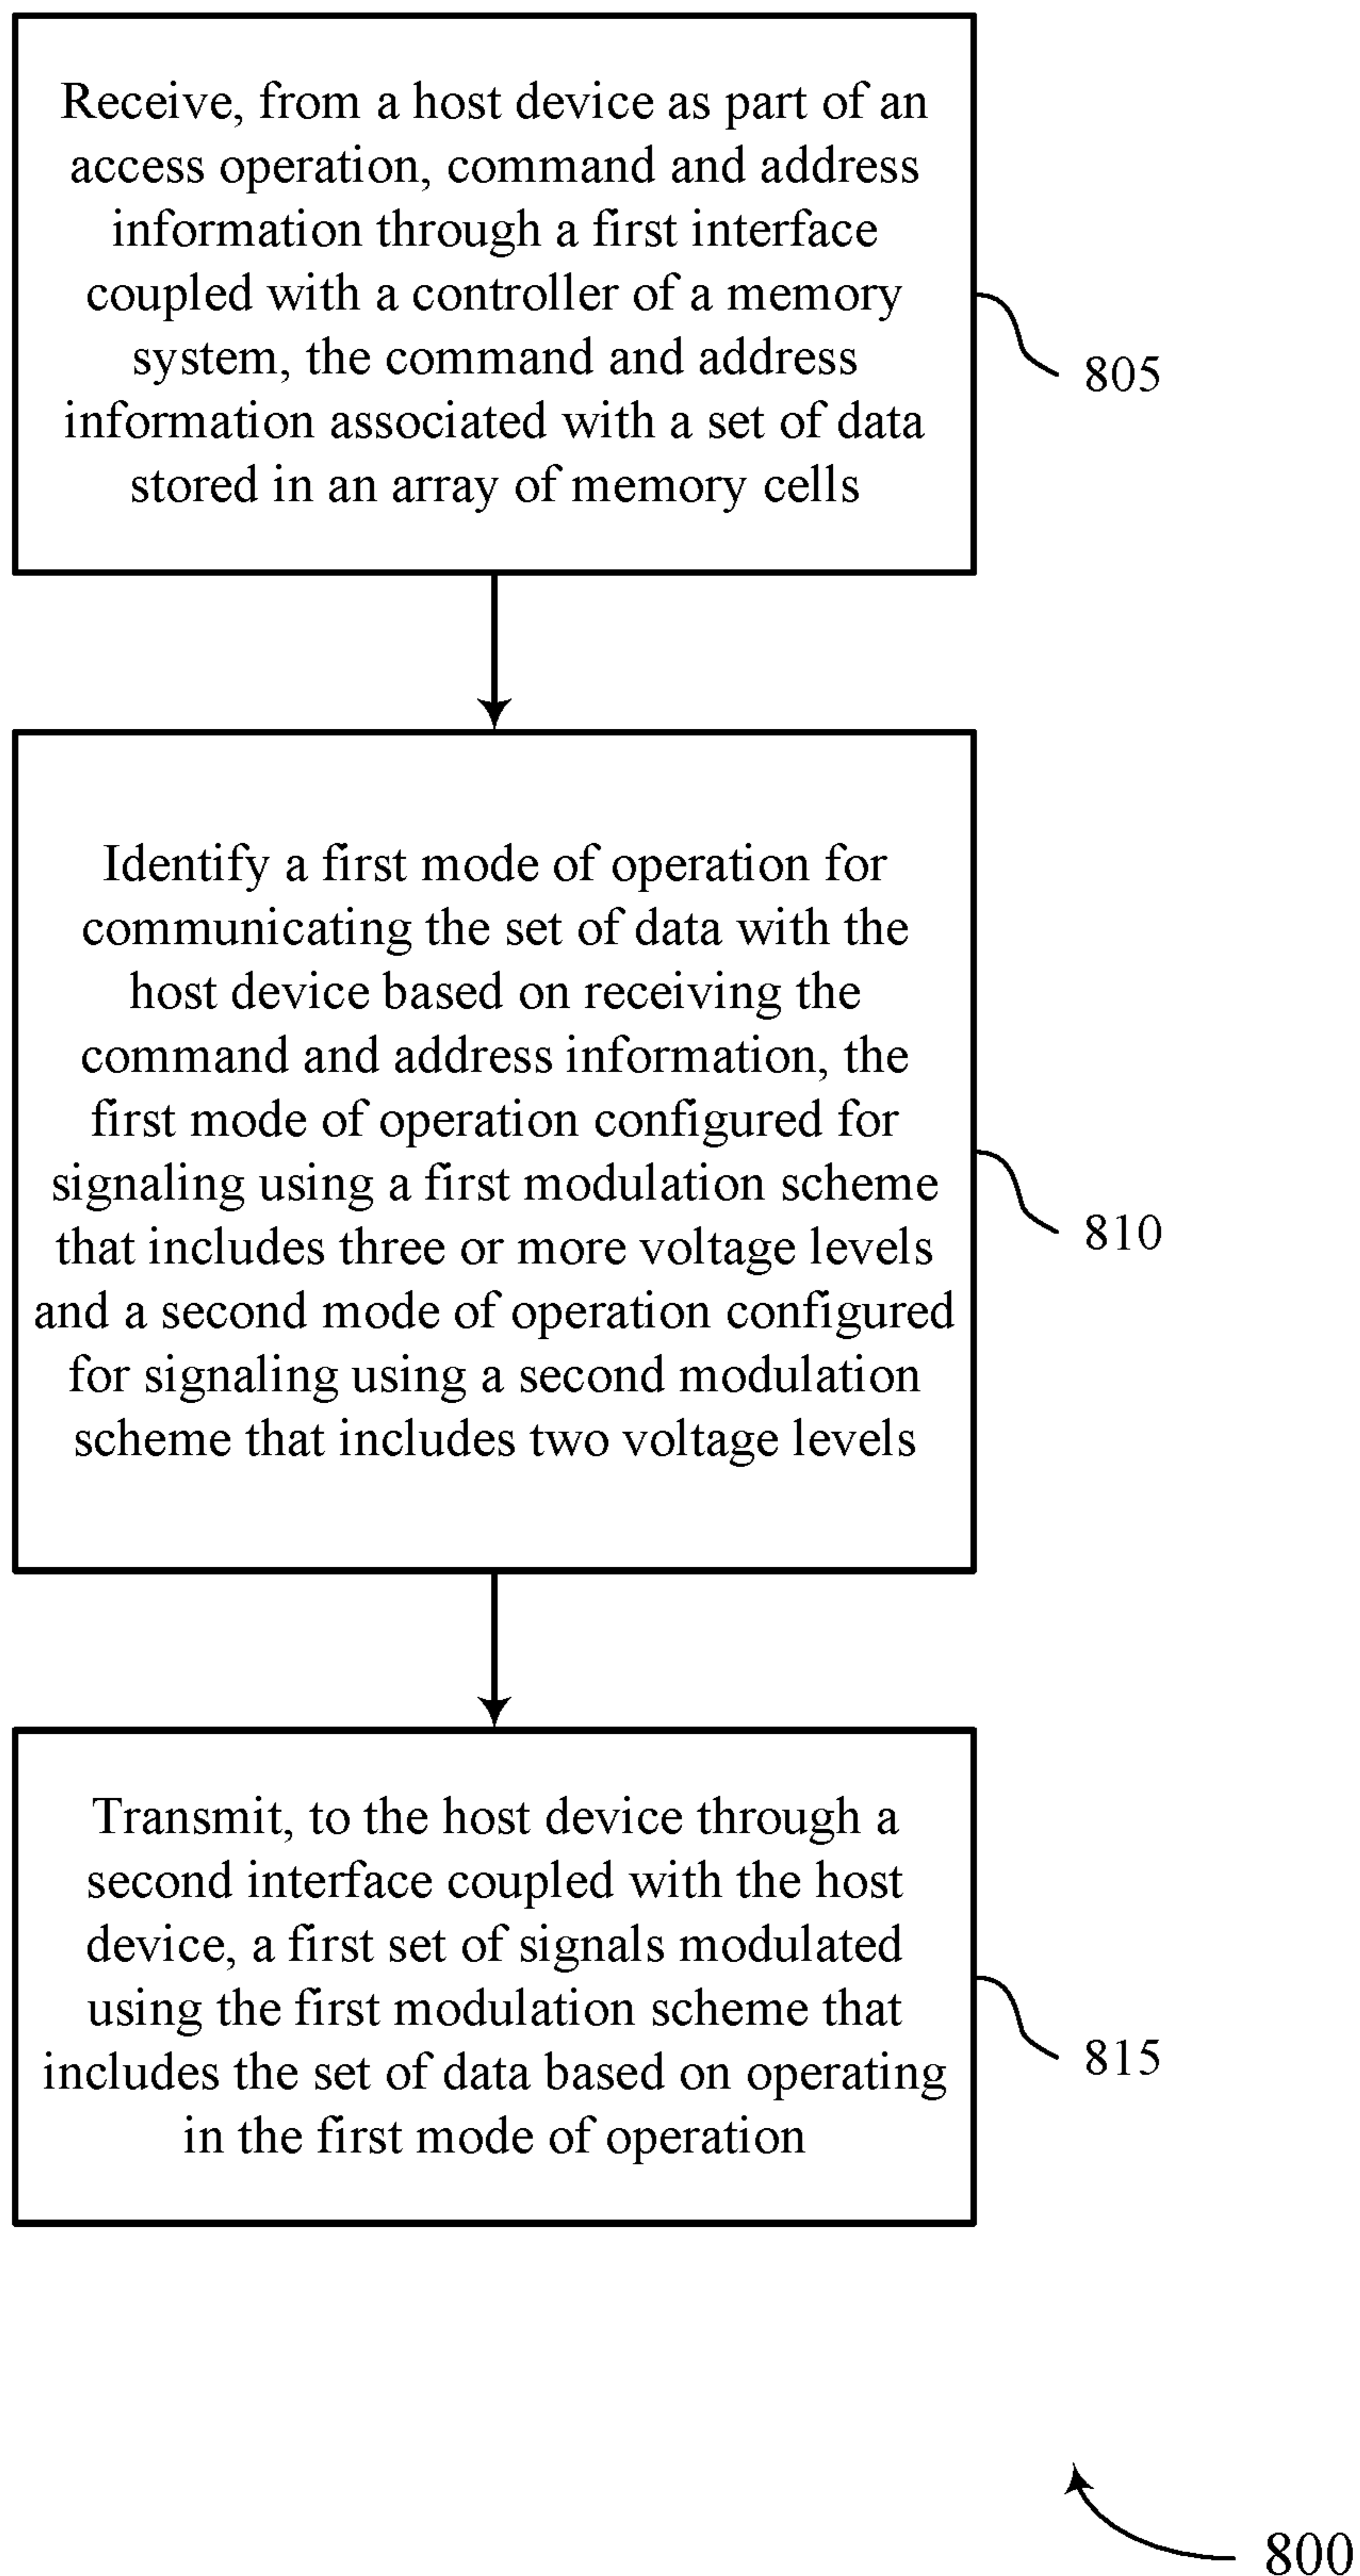 Receive, from a host device as part of an
access operation, command and address
information through a first interface
coupled with a controller of a memory
system, the command and address
information associated with a set of data
stored in an array of memory cells
805
Identify a first mode of operation for
communicating the set of data with the
host device based on receiving the
command and address information, the
first mode of operation configured for
signaling using a first modulation scheme
that includes three or more voltage levels
and a second mode of operation configured
for signaling using a second modulation
scheme that includes two voltage levels
810
Transmit, to the host device through a
second interface coupled with the host
device, a first set of signals modulated
using the first modulation scheme that
includes the set of data based on operating
in the first mode of operation
815
800